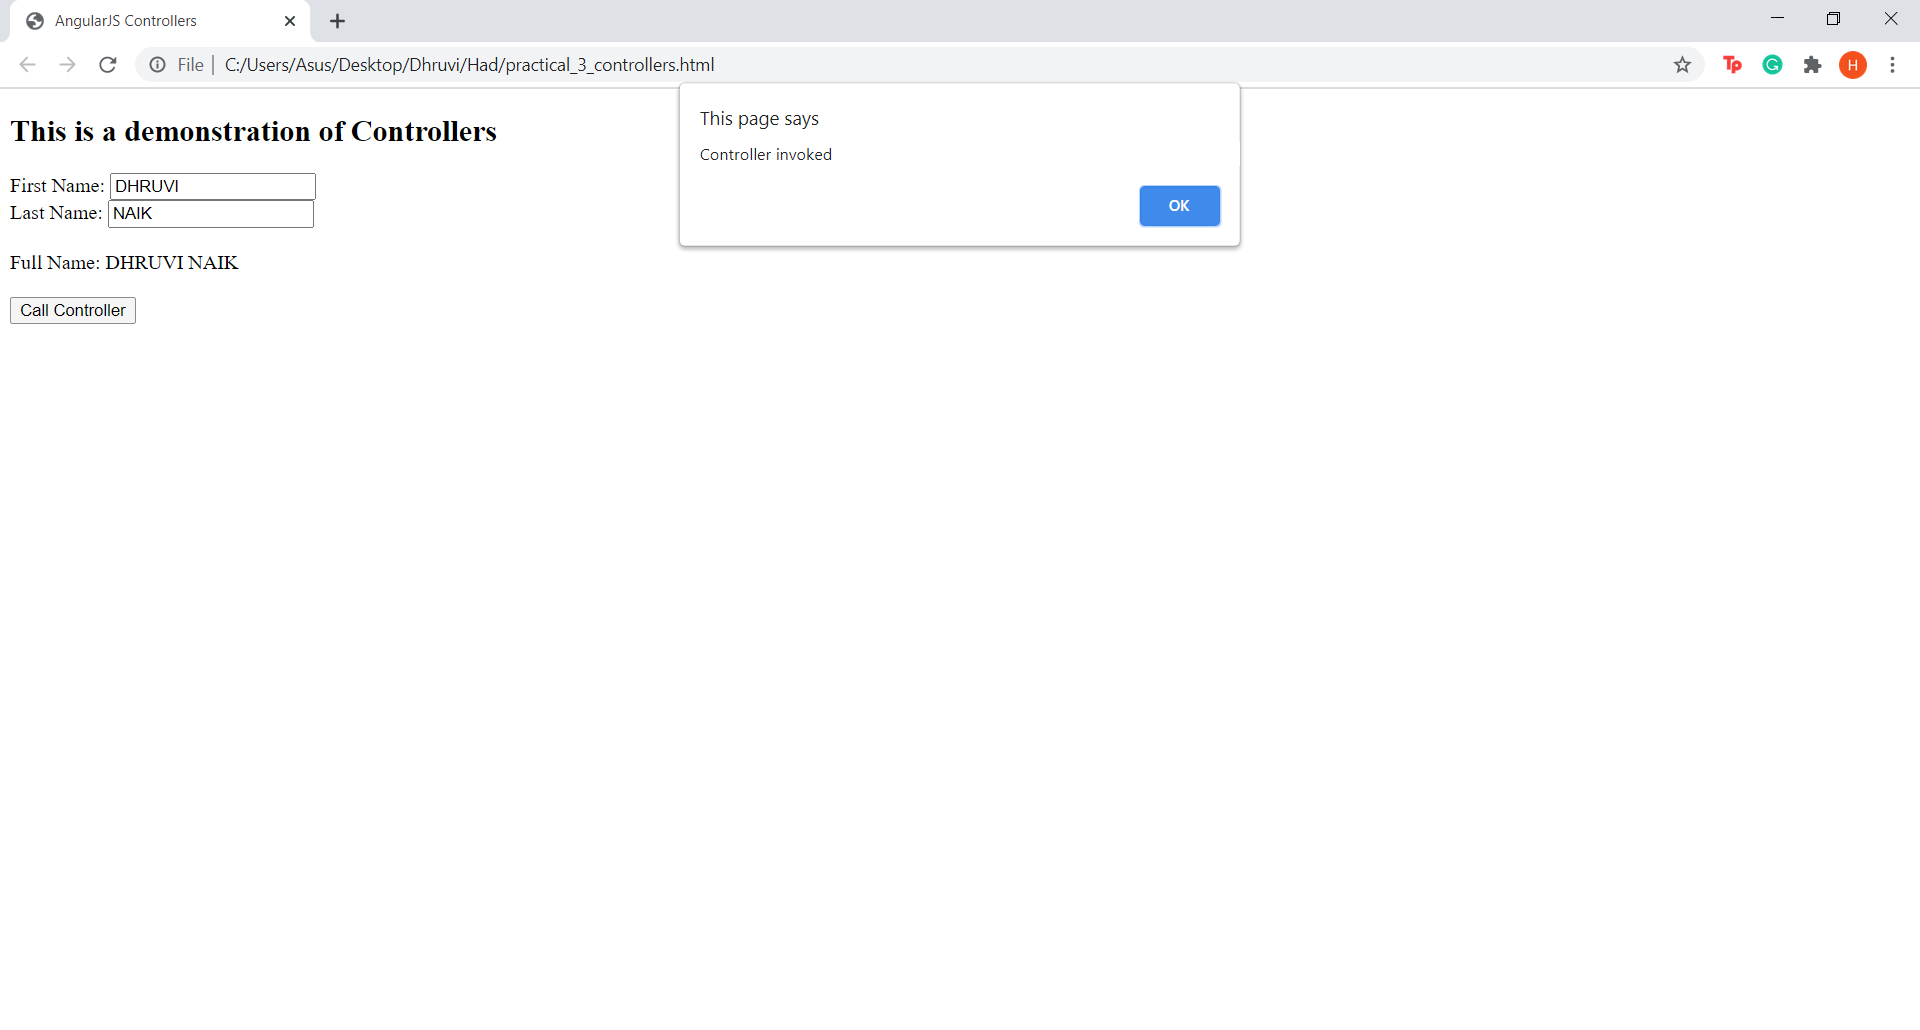 AngularJS Controllers
File | C:/Users/Asus/Desktop/Dhruvi/Had/practical_3_controllers.html
Tp G H
This page says
Controller invoked
OK
This is a demonstration of Controllers
First Name: DHRUVI
Last Name: NAIK
Full Name: DHRUVI NAIK
Call Controller